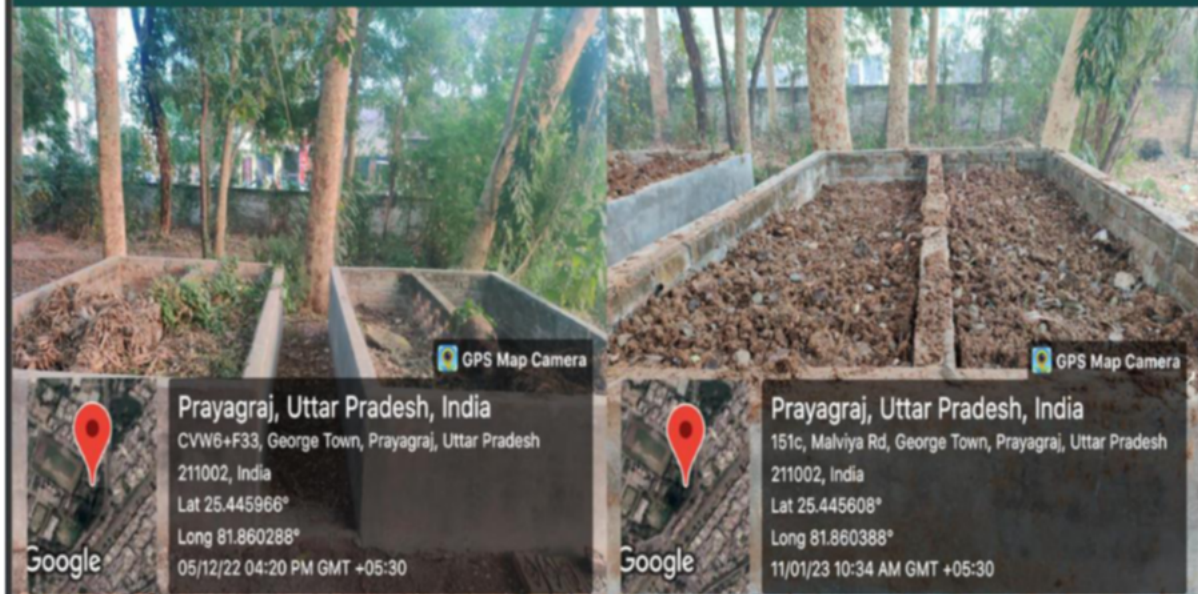 GPS Map Camera
Prayagraj, Uttar Pradesh, India
CVW6+F33, George Town, Prayagraj, Uttar Pradesh
211002, India
Lat 25.445966°
Long 81.860288°
05/12/22 04:20 PM GMT +05:30
Google
GPS Map Camera
Prayagraj, Uttar Pradesh, India
151c, Malviya Rd, George Town, Prayagraj, Uttar Pradesh
211002, India
Lat 25.445608°
Long 81.860388°
11/01/23 10:34 AM GMT +05:30
Google